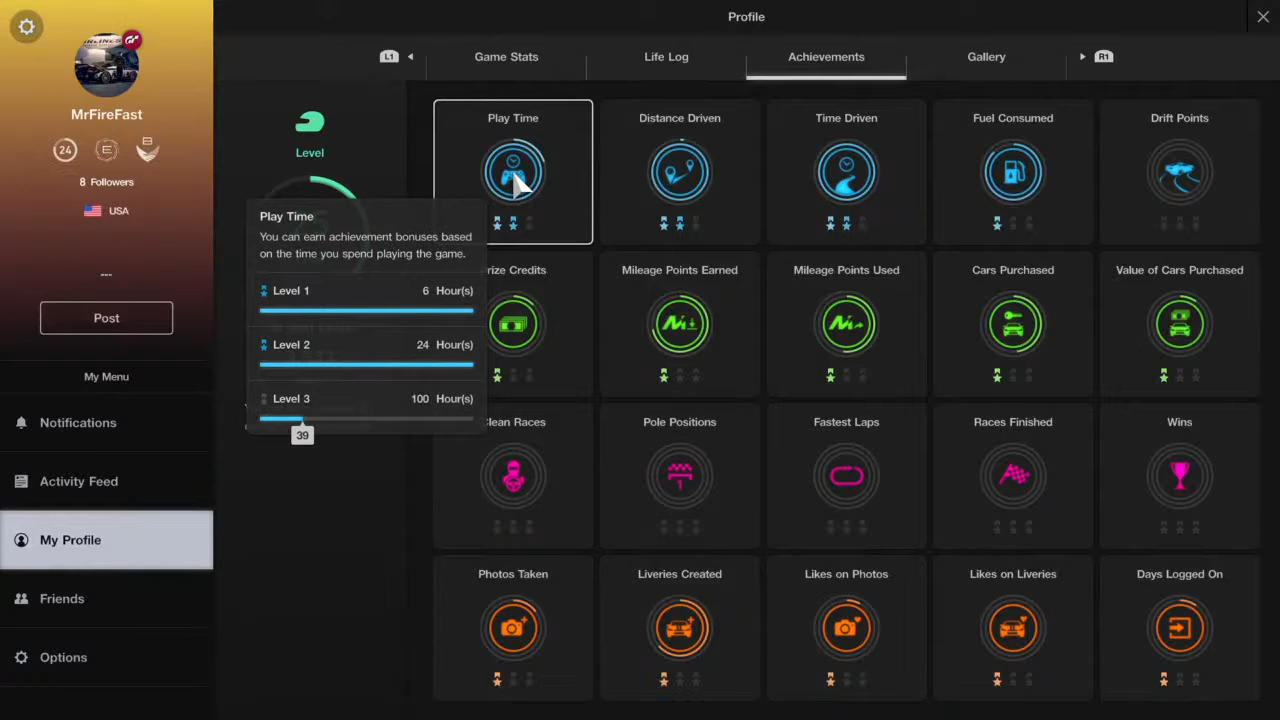 Profile
L1
Game Stats
Life Log
Achievements
Gallery
R1
MrFireFast
24
E
B
8 Followers
USA
---
Post
My Menu
Notifications
Activity Feed
My Profile
Friends
Options
Level
Play Time
You can earn achievement bonuses based
on the time you spend playing the game.
Level 1 6 Hour(s)
Level 2 24 Hour(s)
Level 3 100 Hour(s)
39
Play Time
Distance Driven
Time Driven
Fuel Consumed
Drift Points
rize Credits
Mileage Points Earned
Mileage Points Used
Cars Purchased
Value of Cars Purchased
Clean Races
Pole Positions
1
Fastest Laps
Races Finished
Wins
Photos Taken
Liveries Created
Likes on Photos
Likes on Liveries
Days Logged On